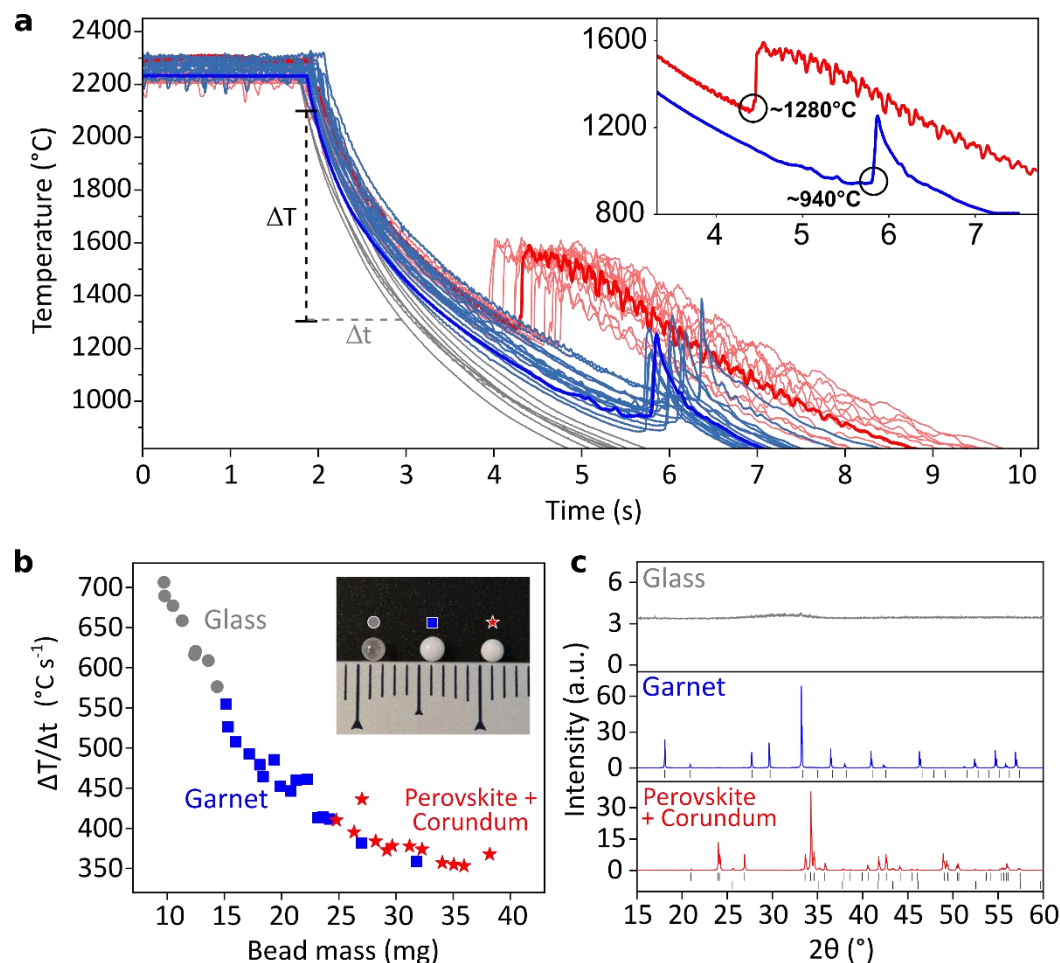 a
2400
2200
2000
1800
1600
1400
1200
1000
Temperature (°C)
ΔT
Δt
0 1 2 3 4 5 6 7 8 9 10
Time (s)
1600
1200
800
~1280°C
~940°C
4 5 6 7
b
700
650
600
550
500
450
400
350
ΔT/Δt (°C s⁻¹)
Glass
Garnet
Perovskite +
Corundum
10 15 20 25 30 35 40
Bead mass (mg)
c
Glass
6
3
0
Garnet
60
30
0
Perovskite
+ Corundum
30
15
0
Intensity (a.u.)
15 20 25 30 35 40 45 50 55 60
2θ (°)